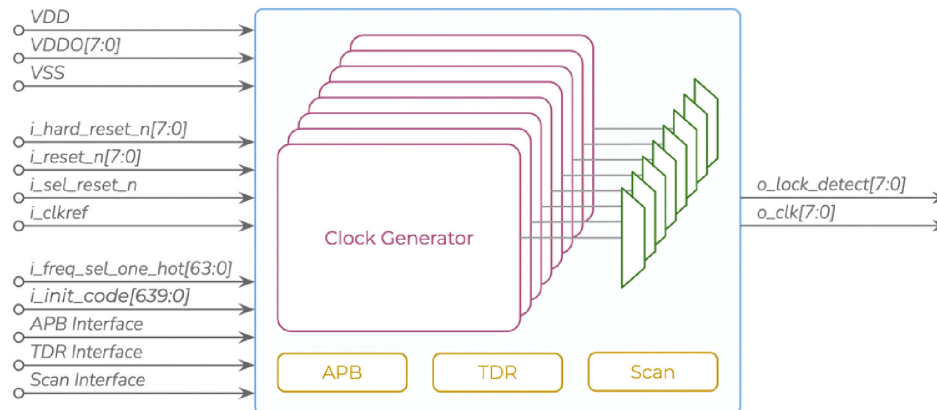 VDD
VDDO[7:0]
VSS
i_hard_reset_n[7:0]
i_reset_n[7:0]
i_sel_reset_n
i_clkref
i_freq_sel_one_hot[63:0]
i_init_code[639:0]
APB Interface
TDR Interface
Scan Interface
Clock Generator
APB
TDR
Scan
o_lock_detect[7:0]
o_clk[7:0]